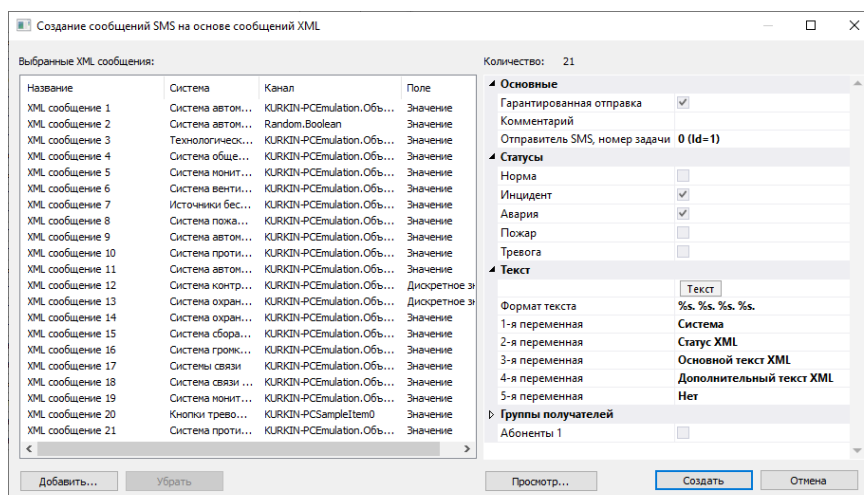 Создание сообщений SMS на основе сообщений XML
Выбранные XML сообщения:
Название Система Канал Поле
XML сообщение 1 Система автом... KURKIN-PCEmulation.Объ... Значение
XML сообщение 2 Система автом... Random.Boolean Значение
XML сообщение 3 Технологическ... KURKIN-PCEmulation.Объ... Значение
XML сообщение 4 Система обще... KURKIN-PCEmulation.Объ... Значение
XML сообщение 5 Система монит... KURKIN-PCEmulation.Объ... Значение
XML сообщение 6 Система венти... KURKIN-PCEmulation.Объ... Значение
XML сообщение 7 Источники бес... KURKIN-PCEmulation.Объ... Значение
XML сообщение 8 Система пожа... KURKIN-PCEmulation.Объ... Значение
XML сообщение 9 Система автом... KURKIN-PCEmulation.Объ... Значение
XML сообщение 10 Система проти... KURKIN-PCEmulation.Объ... Значение
XML сообщение 11 Система автом... KURKIN-PCEmulation.Объ... Значение
XML сообщение 12 Система контр... KURKIN-PCEmulation.Объ... Дискретное зн
XML сообщение 13 Система охран... KURKIN-PCEmulation.Объ... Дискретное зн
XML сообщение 14 Система охран... KURKIN-PCEmulation.Объ... Значение
XML сообщение 15 Система сбора... KURKIN-PCEmulation.Объ... Значение
XML сообщение 16 Система громк... KURKIN-PCEmulation.Объ... Значение
XML сообщение 17 Системы связи KURKIN-PCEmulation.Объ... Значение
XML сообщение 18 Система связи ... KURKIN-PCEmulation.Объ... Значение
XML сообщение 19 Система монит... KURKIN-PCEmulation.Объ... Значение
XML сообщение 20 Кнопки трево... KURKIN-PCSampleItem0 Значение
XML сообщение 21 Система проти... KURKIN-PCEmulation.Объ... Значение
Добавить... Убрать
Количество: 21
Основные
Гарантированная отправка
Комментарий
Отправитель SMS, номер задачи 0 (Id=1)
Статусы
Норма
Инцидент
Авария
Пожар
Тревога
Текст
Текст
Формат текста %s. %s. %s. %s.
1-я переменная Система
2-я переменная Статус XML
3-я переменная Основной текст XML
4-я переменная Дополнительный текст XML
5-я переменная Нет
Группы получателей
Абоненты 1
Просмотр... Создать Отмена